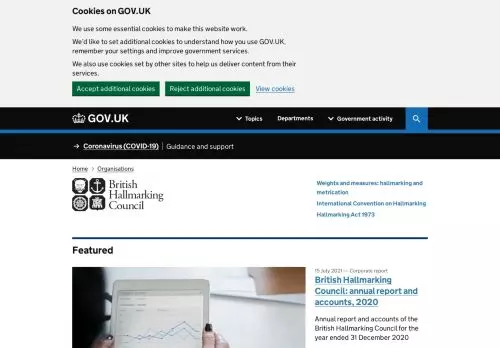 Cookies on GOV.UK
We use some essential cookies to make this website work.
We'd like to set additional cookies to understand how you use GOV.UK,
remember your settings and improve government services.
We also use cookies set by other sites to help us deliver content from their
services.
Accept additional cookies
Reject additional cookies
View cookies
GOV.UK
Topics
Departments
Government activity
Coronavirus (COVID-19)
Guidance and support
Home
Organisations
British
Hallmarking
Council
Weights and measures: hallmarking and
metrication
International Convention on Hallmarking
Hallmarking Act 1973
Featured
15 July 2021 — Corporate report
British Hallmarking
Council: annual report and
accounts, 2020
Annual report and accounts of the
British Hallmarking Council for the
year ended 31 December 2020